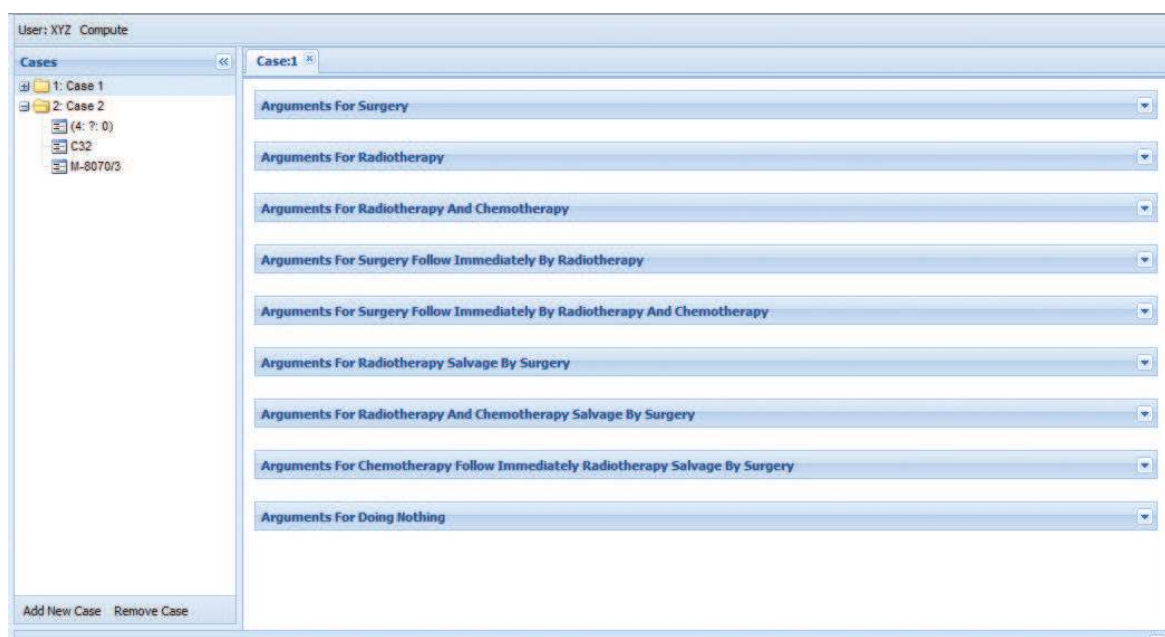 User: XYZ Compute
Cases
1: Case 1
2: Case 2
(4: ?: 0)
C32
M-8070/3
Add New Case Remove Case
Case:1
Arguments For Surgery
Arguments For Radiotherapy
Arguments For Radiotherapy And Chemotherapy
Arguments For Surgery Follow Immediately By Radiotherapy
Arguments For Surgery Follow Immediately By Radiotherapy And Chemotherapy
Arguments For Radiotherapy Salvage By Surgery
Arguments For Radiotherapy And Chemotherapy Salvage By Surgery
Arguments For Chemotherapy Follow Immediately Radiotherapy Salvage By Surgery
Arguments For Doing Nothing